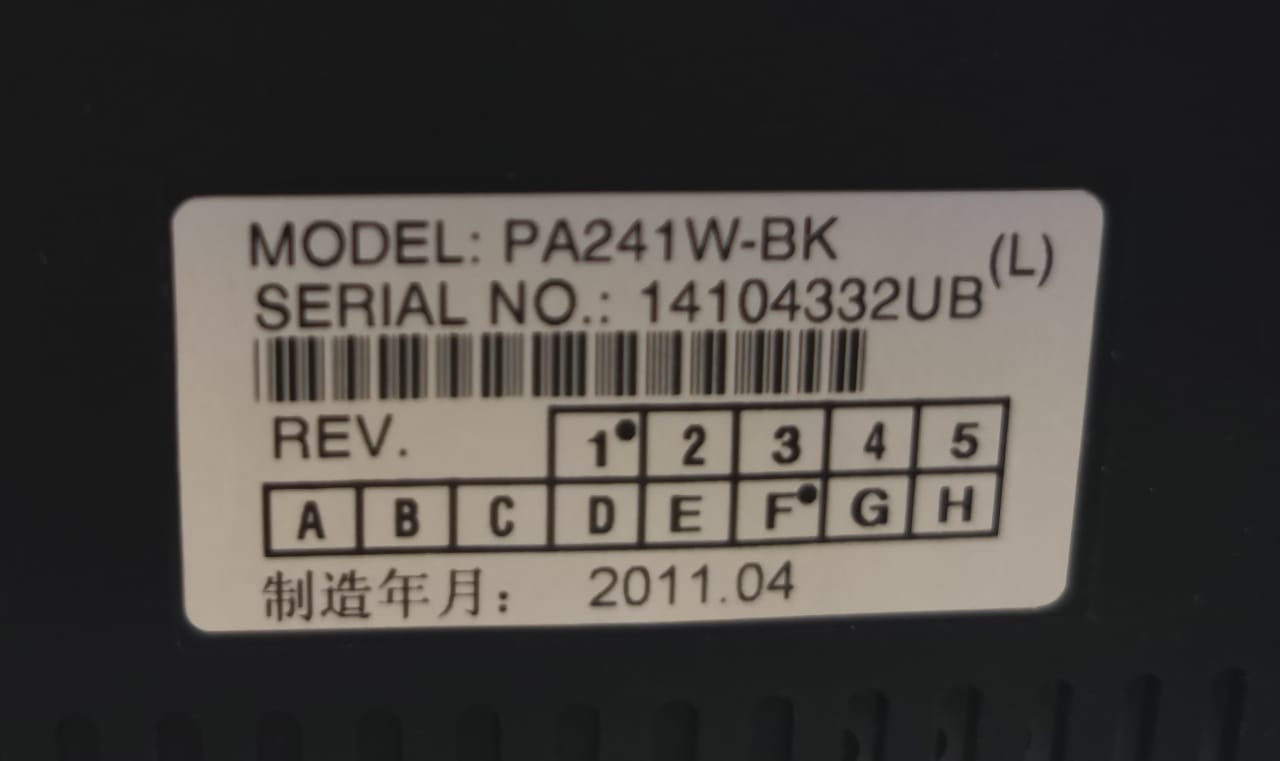 MODEL: PA241W-BK
(L)
SERIAL NO.: 14104332UB
REV.
1 2 3 4 5
A B C D E F G H
制造年月： 2011.04